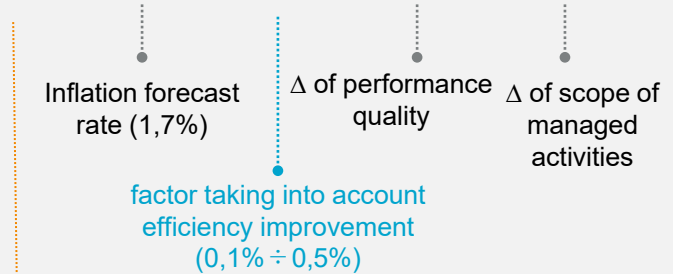 Inflation forecast
rate (1,7%)
Δ of performance
quality
Δ of scope of
managed
activities
factor taking into account
efficiency improvement
(0,1% ÷ 0,5%)